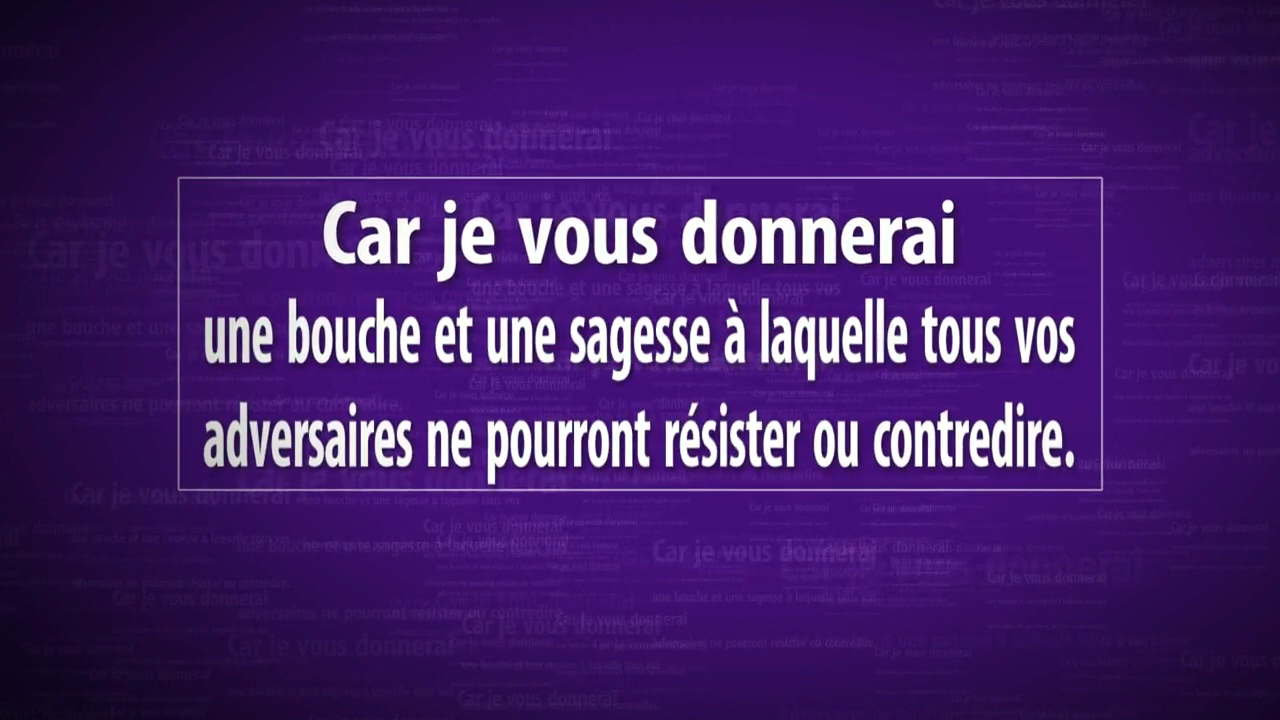 Car je vous donnerai
une bouche et une sagesse à laquelle tous vos
adversaires ne pourront résister ou contredire.